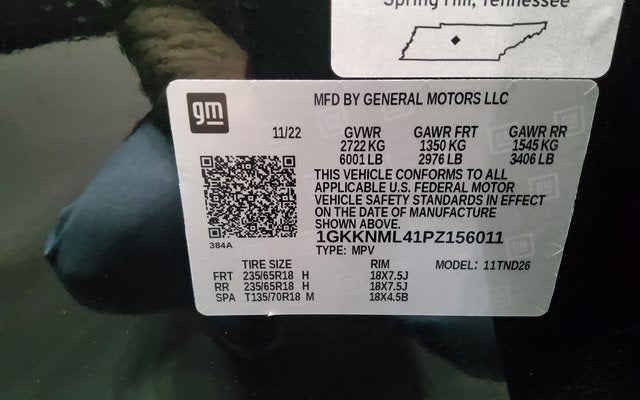 Spring Hill, Tennessee
gm
MFD BY GENERAL MOTORS LLC
11/22 GVWR GAWR FRT GAWR RR
2722 KG 1350 KG 1545 KG
6001 LB 2976 LB 3406 LB
THIS VEHICLE CONFORMS TO ALL
APPLICABLE U.S. FEDERAL MOTOR
VEHICLE SAFETY STANDARDS IN EFFECT
ON THE DATE OF MANUFACTURE
SHOWN ABOVE.
384A
1GKKNML41PZ156011
TYPE: MPV
TIRE SIZE RIM MODEL: 11TND26
FRT 235/65R18 H 18X7.5J
RR 235/65R18 H 18X7.5J
SPA T135/70R18 M 18X4.5B